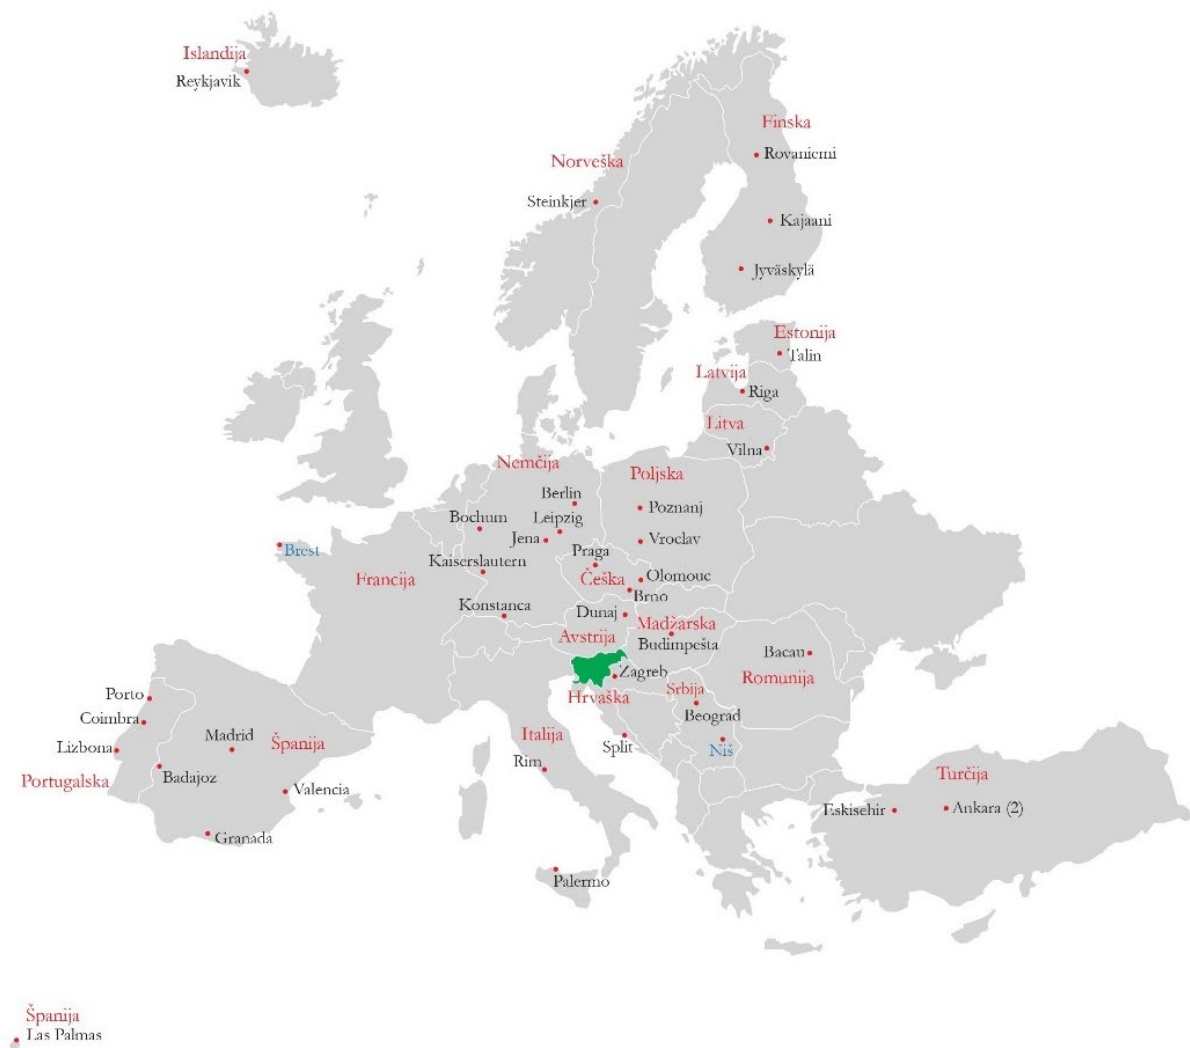 Islandija
Reykjavik
Finska
Rovaniemi
Norveška
Steinkjer
Kajaani
Jyväskylä
Estonija
Talin
Latvija
Riga
Litva
Vilna
Nemčija
Poljska
Berlin
Poznanj
Bochum
Leipzig
Jena
Vroclav
Brest
Praga
Kaiserslautern
Francija
Češka
Olomouc
Brno
Konstanca
Dunaj
Madžarska
Avstrija
Budimpešta
Bacau
Zagreb
Romunija
Srbija
Hrvaška
Porto
Beograd
Coimbra
Madrid
Italija
Španija
Lizbona
Split
Niš
Rim
Badajoz
Portugalska
Turčija
Valencia
Eskisehir
Ankara (2)
Granada
Palermo
Španija
Las Palmas